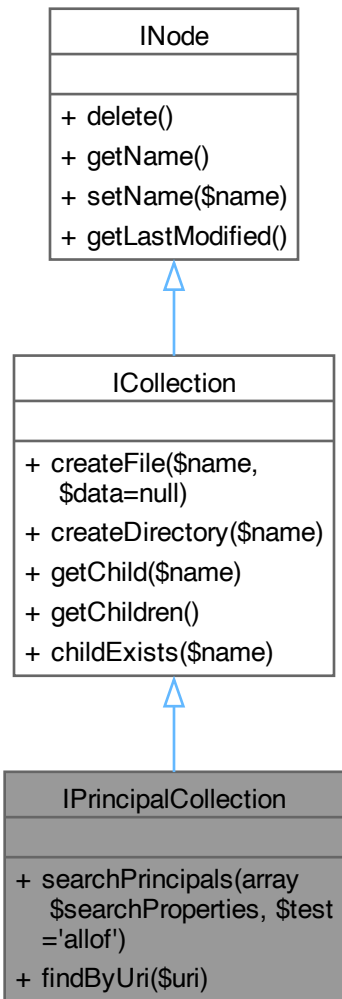 INode
+ delete()
+ getName()
+ setName($name)
+ getLastModified()
ICollection
+ createFile($name,
$data=null)
+ createDirectory($name)
+ getChild($name)
+ getChildren()
+ childExists($name)
IPrincipalCollection
+ searchPrincipals(array
$searchProperties, $test
='allof')
+ findByUri($uri)